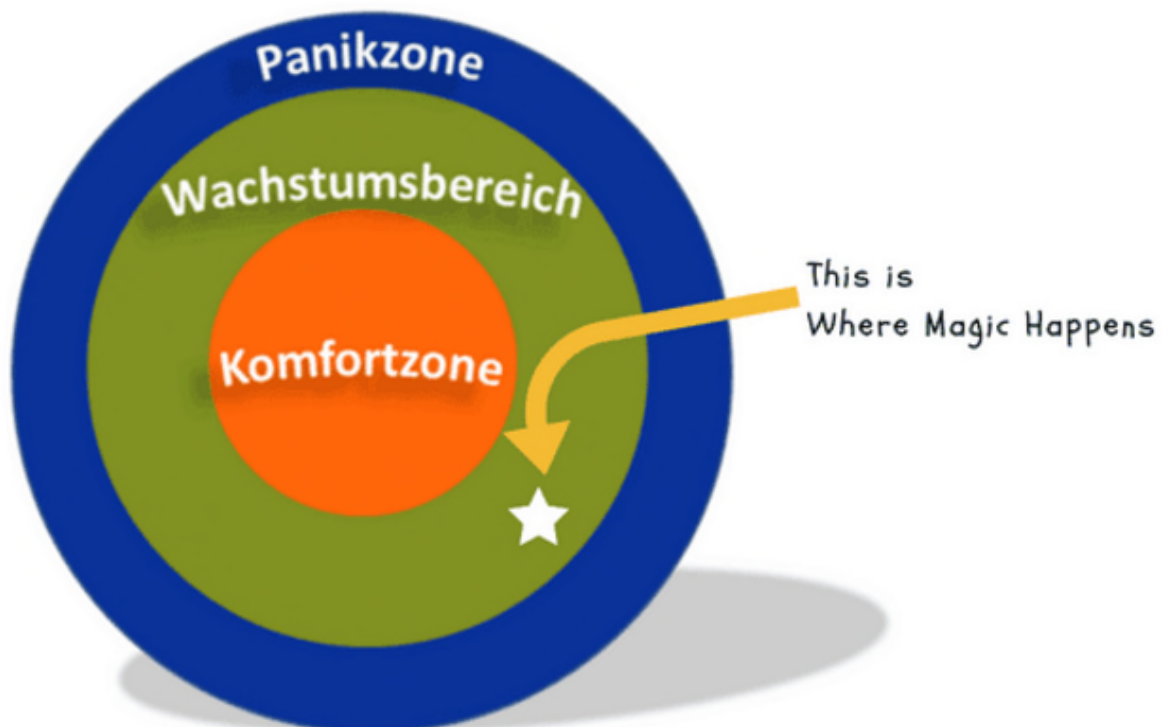 Panikzone
Wachstumsbereich
Komfortzone
This is
Where Magic Happens